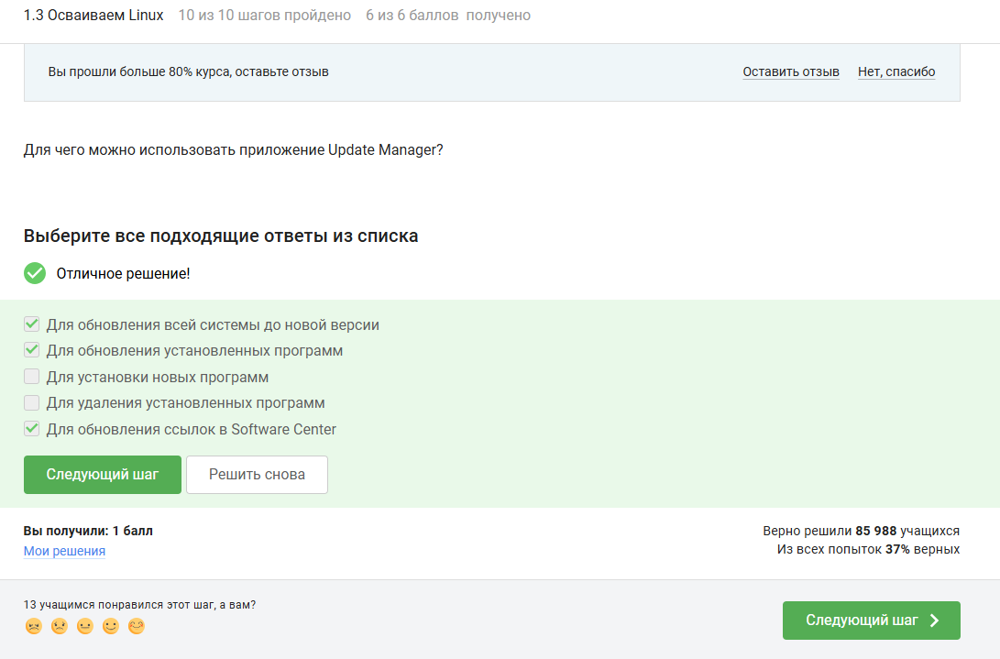 1.3 Осваиваем Linux 10 из 10 шагов пройдено 6 из 6 баллов получено
Вы прошли больше 80% курса, оставьте отзыв Оставить отзыв Нет, спасибо
Для чего можно использовать приложение Update Manager?
Выберите все подходящие ответы из списка
Отличное решение!
Для обновления всей системы до новой версии
Для обновления установленных программ
Для установки новых программ
Для удаления установленных программ
Для обновления ссылок в Software Center
Следующий шаг Решить снова
Вы получили: 1 балл Верно решили 85 988 учащихся
Мои решения Из всех попыток 37% верных
13 учащимся понравился этот шаг, а вам?
Следующий шаг